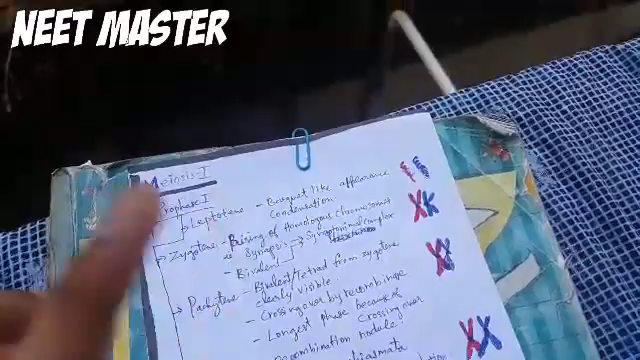 NEET MASTER
Meiosis-I
Prophase I
Leptotene - Bouquet like appearance
condensation
Zygotene - Pairing of Homologous chromosomes
ie Synapsis → Synaptonemal complex
- Bivalent
Pachytene - Bivalent/Tetrad from zygotene
clearly visible
- Crossing over by recombinase
- Longest phase because of
Crossing over
Recombination nodule.